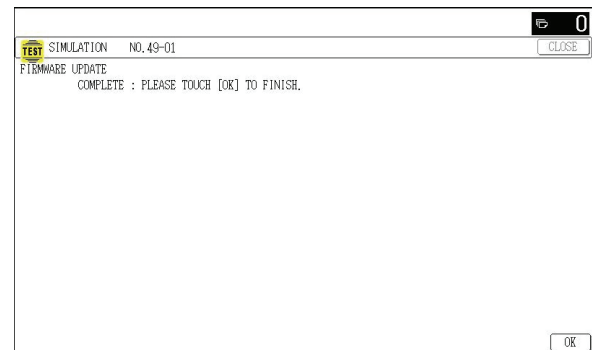 0
TEST SIMULATION NO.49-01 CLOSE
FIRMWARE UPDATE
COMPLETE : PLEASE TOUCH [OK] TO FINISH.
OK